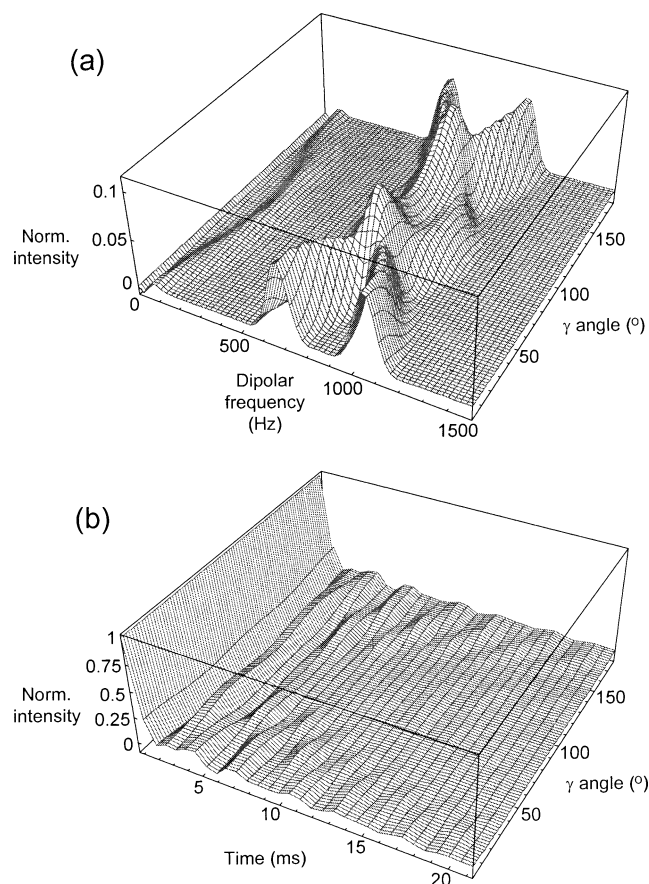 (a)
0.1
Norm.
intensity
0.05
0
0
500
Dipolar
frequency
(Hz)
1000
1500
50
100
150
γ angle (º)
(b)
1
0.75
Norm.
intensity
0.5
0.25
0
5
10
15
20
Time (ms)
50
100
150
γ angle (º)